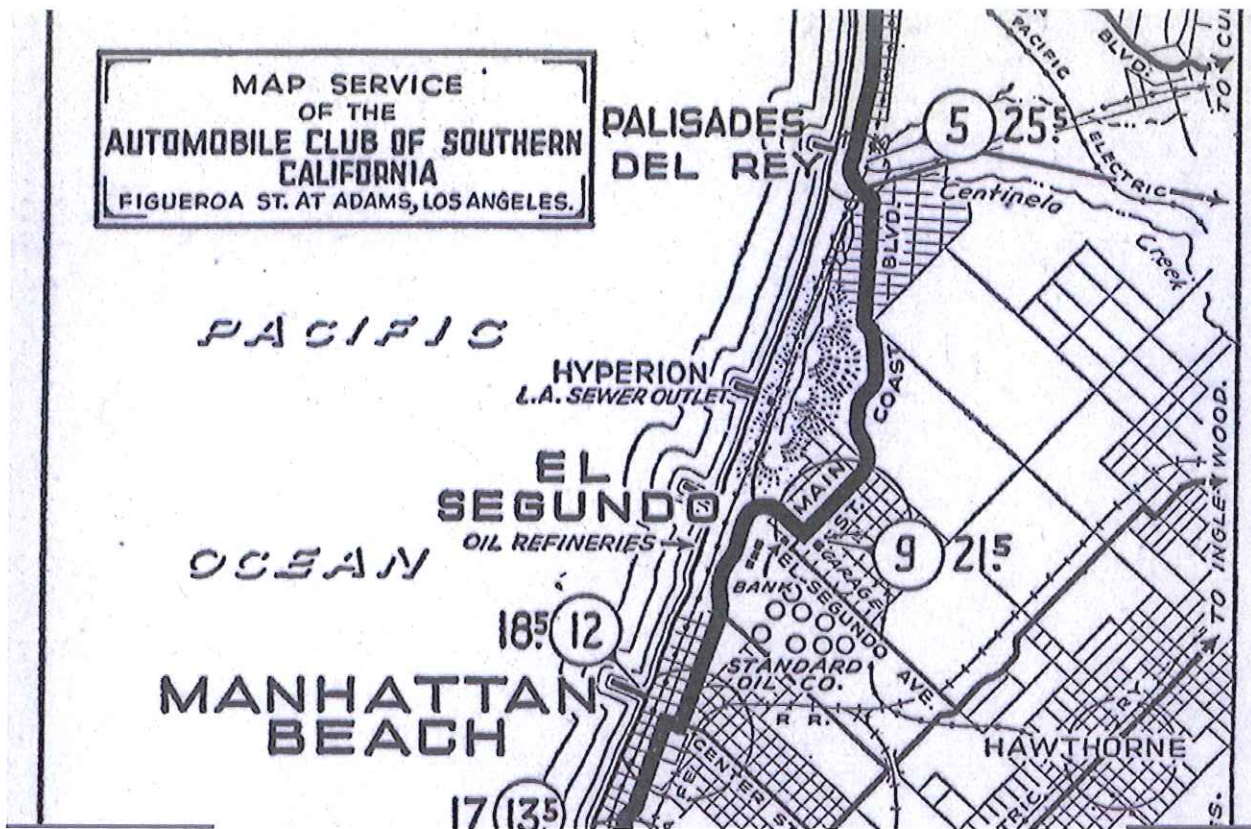 MAP SERVICE
OF THE
AUTOMOBILE CLUB OF SOUTHERN
CALIFORNIA
FIGUEROA ST. AT ADAMS, LOS ANGELES.
PACIFIC
BLVD.
TO
PALISADES
DEL REY
5 25.5
ELECTRIC
Centinela
Creek
BLVD.
PACIFIC
HYPERION
L.A. SEWER OUTLET
COAST
TO INGLEWOOD.
EL
SEGUNDO
MAIN
OIL REFINERIES
9 21.5
OCEAN
GARAGE
BANK
EL SEGUNDO AVE.
18.5 12
STANDARD
OIL CO.
MANHATTAN
BEACH
R. R.
HAWTHORNE
CENTER ST
17 13.5